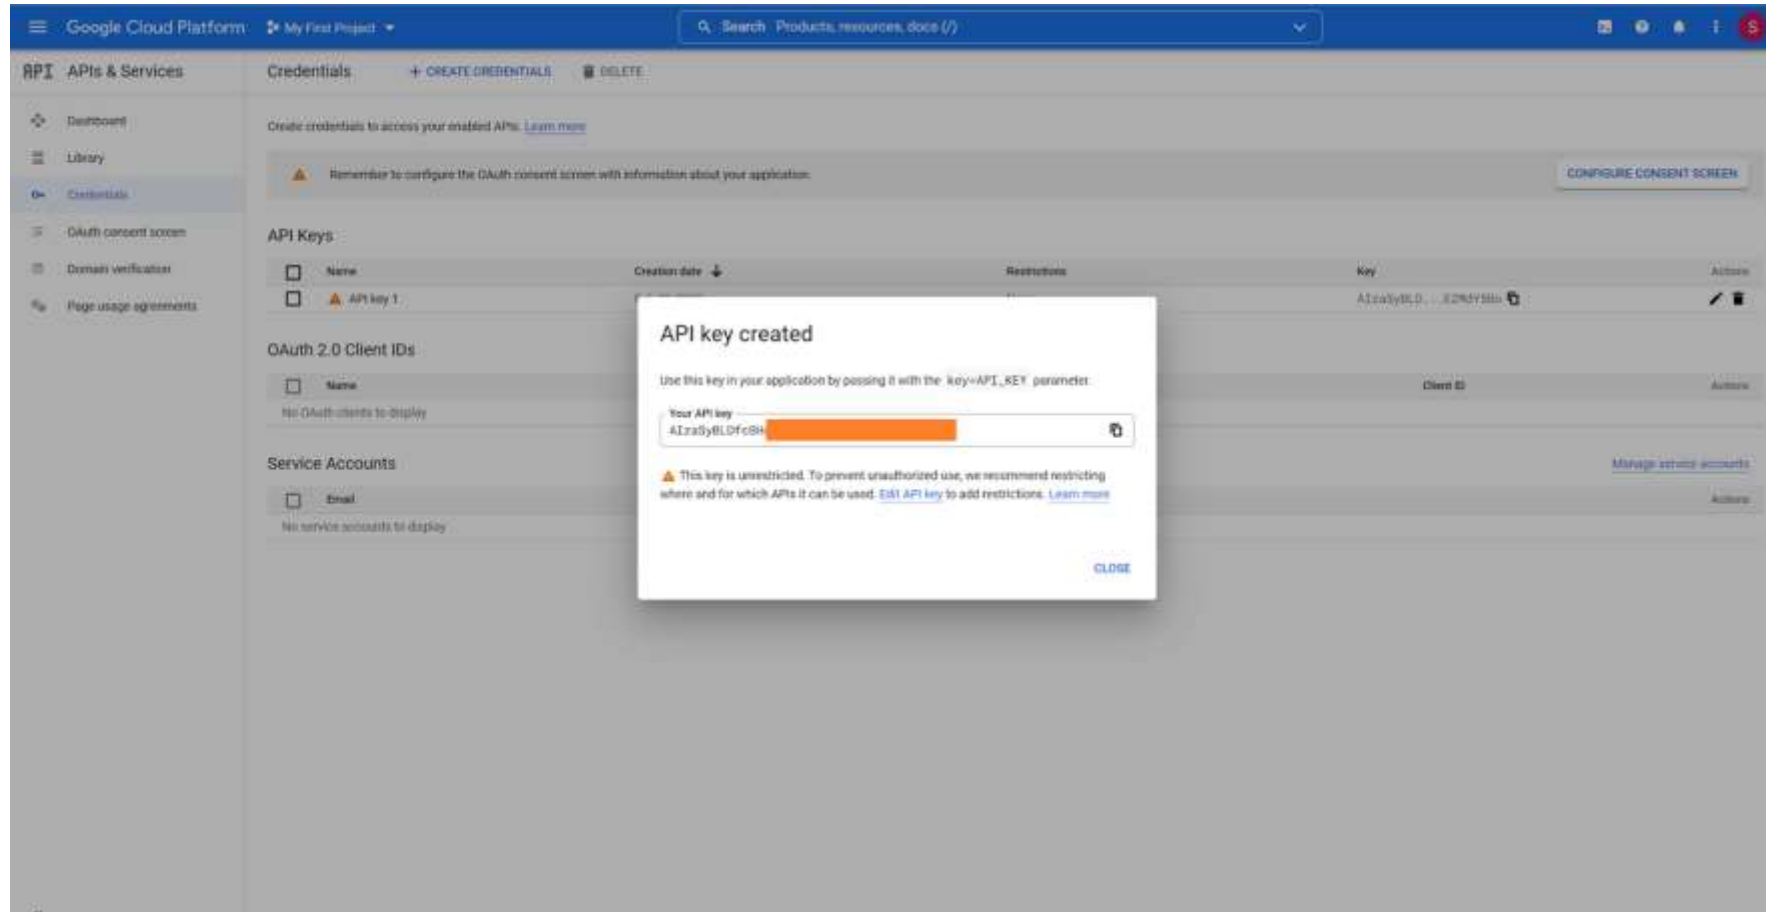 Google Cloud Platform My First Project Search Products, resources, docs (/) S
API APIs & Services Credentials + CREATE CREDENTIALS DELETE
Dashboard
Library
Credentials
OAuth consent screen
Domain verification
Page usage agreements
Create credentials to access your enabled APIs. Learn more
Remember to configure the OAuth consent screen with information about your application. CONFIGURE CONSENT SCREEN
API Keys
Name Creation date Restrictions Key Actions
API key 1
OAuth 2.0 Client IDs
Name Client ID Actions
No OAuth clients to display
Service Accounts Manage service accounts
Email Actions
No service accounts to display
API key created
Use this key in your application by passing it with the key=API_KEY parameter.
Your API key
This key is unrestricted. To prevent unauthorized use, we recommend restricting
where and for which APIs it can be used. Edit API key to add restrictions. Learn more
CLOSE